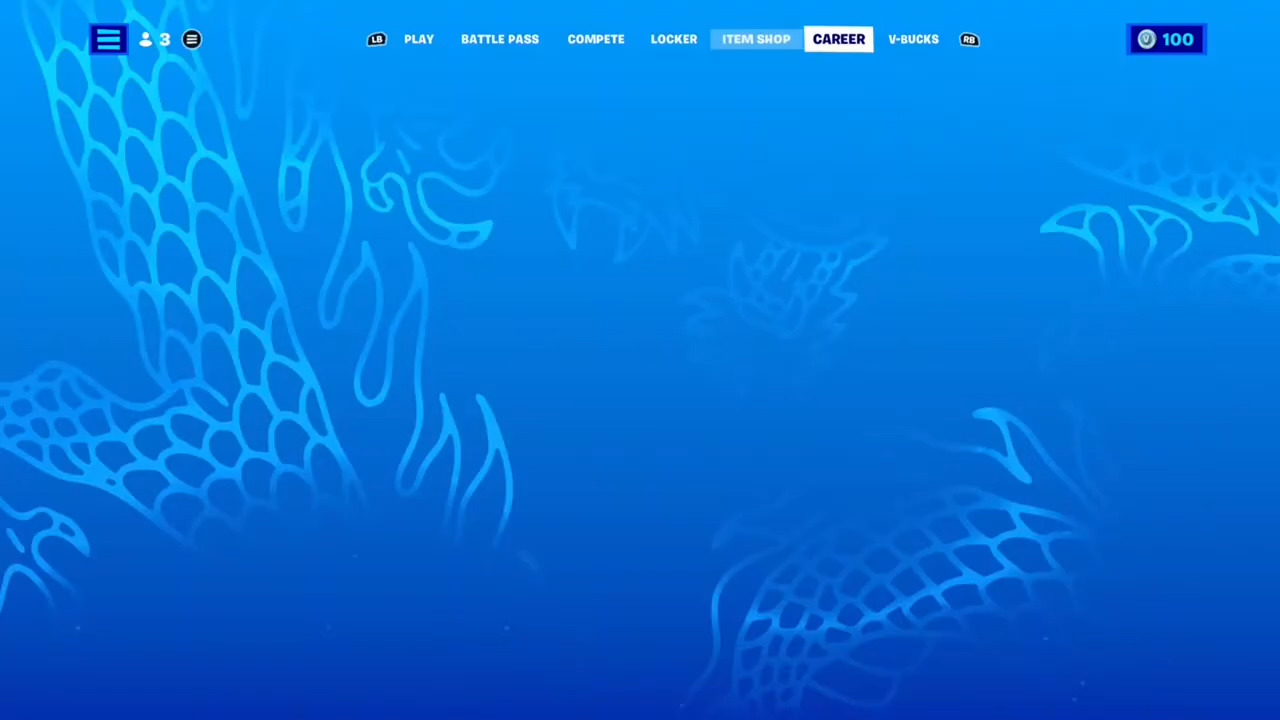 3
LB PLAY BATTLE PASS COMPETE LOCKER ITEM SHOP CAREER V-BUCKS RB
100